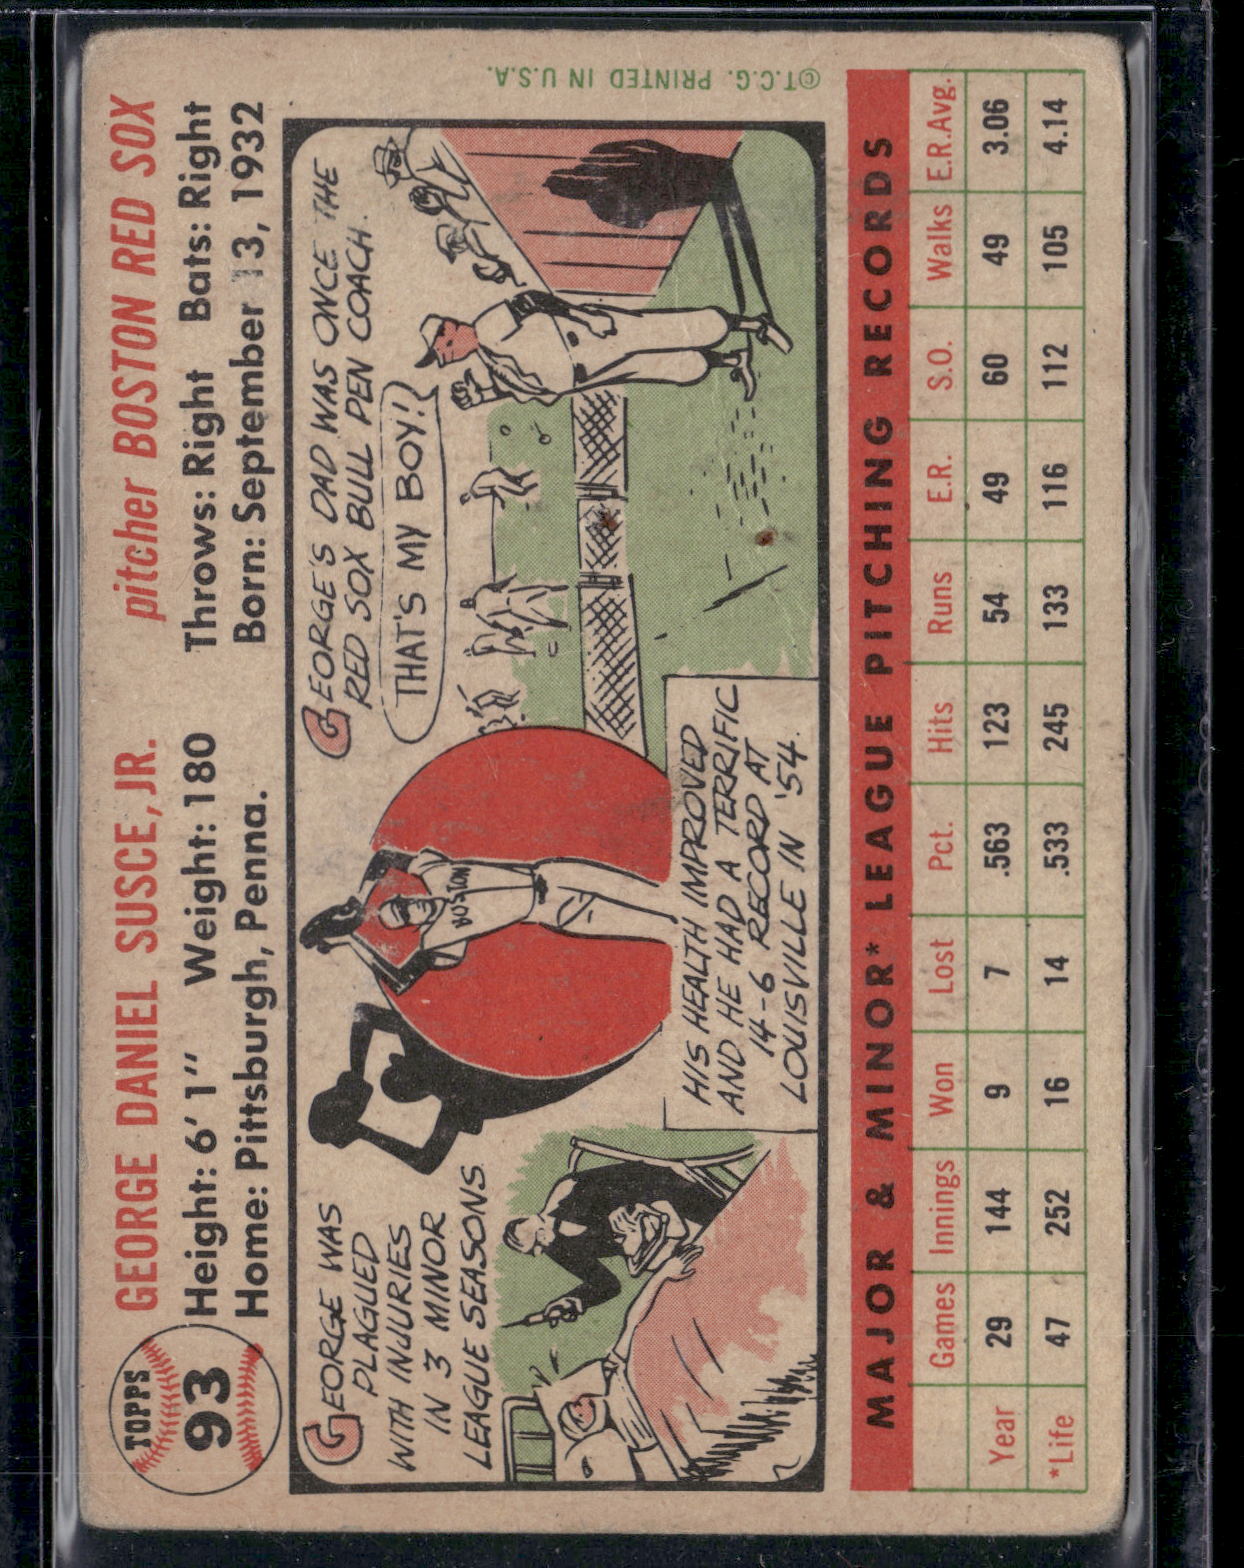 TOPPS
93
GEORGE DANIEL SUSCE, JR. pitcher BOSTON RED SOX
Height: 6' 1" Weight: 180 Throws: Right Bats: Right
Home: Pittsburgh, Penna. Born: September 13, 1932
GEORGE WAS
PLAGUED
WITH INJURIES
IN 3 MINOR
LEAGUE SEASONS
HIS HEALTH IMPROVED
AND HE HAD A TERRIFIC
14-6 RECORD AT
LOUISVILLE IN '54.
GEORGE'S DAD WAS ONCE THE
RED SOX BULL PEN COACH.
THAT'S MY BOY!!
©T.C.G. PRINTED IN U.S.A.
MAJOR & MINOR* LEAGUE PITCHING RECORDS
Games Innings Won Lost Pct. Hits Runs E.R. S.O. Walks E.R.Avg.
Year 29 144 9 7 .563 123 54 49 60 49 3.06
*Life 47 252 16 14 .533 245 133 116 112 105 4.14